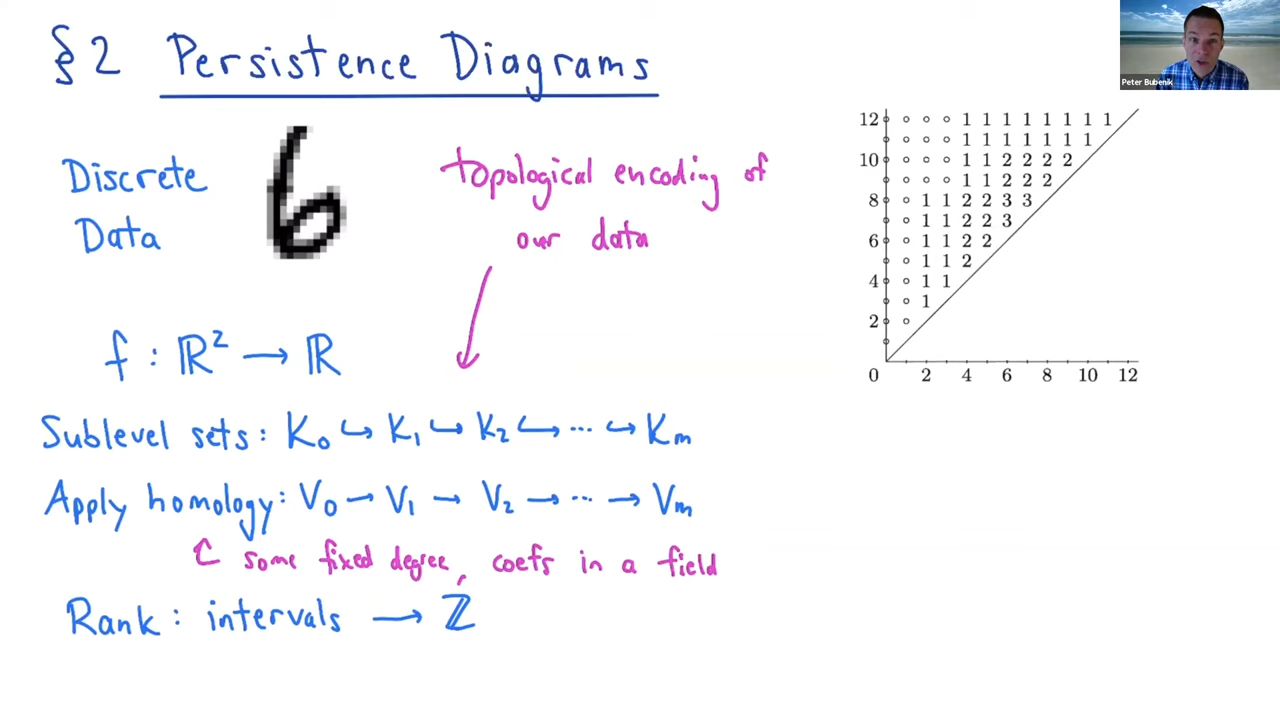 §2 Persistence Diagrams
Peter Bubenik
Discrete
Data
6
topological encoding of
our data
f : ℝ² → ℝ
Sublevel sets: K₀ ↪ K₁ ↪ K₂ ↪ ··· ↪ Kₘ
Apply homology: V₀ → V₁ → V₂ → ··· → Vₘ
some fixed degree, coefs in a field
Rank: intervals → ℤ
12 1 1 1 1 1 1 1 1
1 1 1 1 1 1 1
10 1 1 2 2 2 2
1 1 2 2 2
8 1 1 2 2 3 3
1 1 2 2 3
6 1 1 2 2
1 1 2
4 1 1
1
2
0 2 4 6 8 10 12